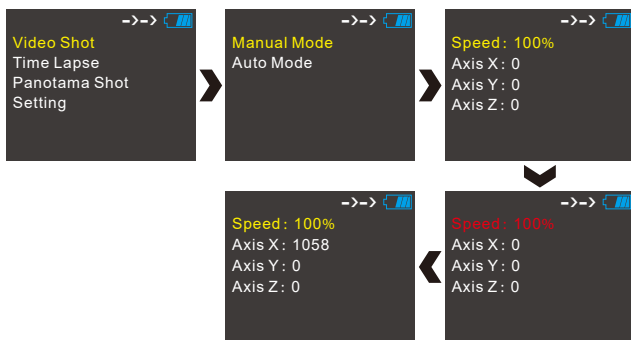 ->->
Video Shot
Time Lapse
Panotama Shot
Setting
->->
Manual Mode
Auto Mode
->->
Speed: 100%
Axis X: 0
Axis Y: 0
Axis Z: 0
->->
Speed: 100%
Axis X: 0
Axis Y: 0
Axis Z: 0
->->
Speed: 100%
Axis X: 1058
Axis Y: 0
Axis Z: 0